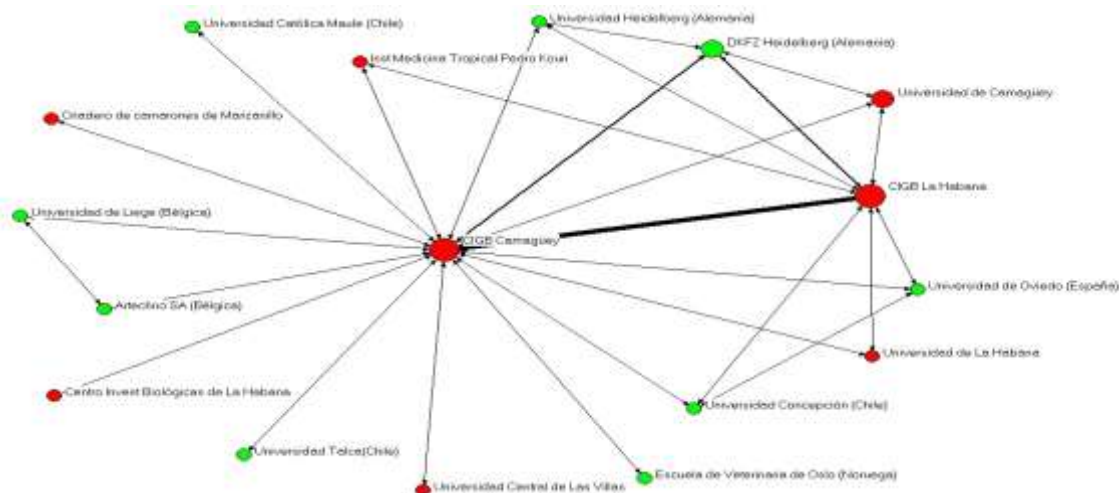 Universidad Heidelberg (Alemania)
Universidad Católica Maule (Chile)
DKFZ Heidelberg (Alemania)
Inst Medicina Tropical Pedro Kouri
Universidad de Camagüey
Criadero de camarones de Manzanillo
CIGB La Habana
Universidad de Liege (Bélgica)
CIGB Camagüey
Universidad de Oviedo (España)
Artechno SA (Bélgica)
Universidad de La Habana
Centro Invest Biológicas de La Habana
Universidad Concepción (Chile)
Universidad Talca(Chile)
Escuela de Veterinaria de Oslo (Noruega)
Universidad Central de Las Villas